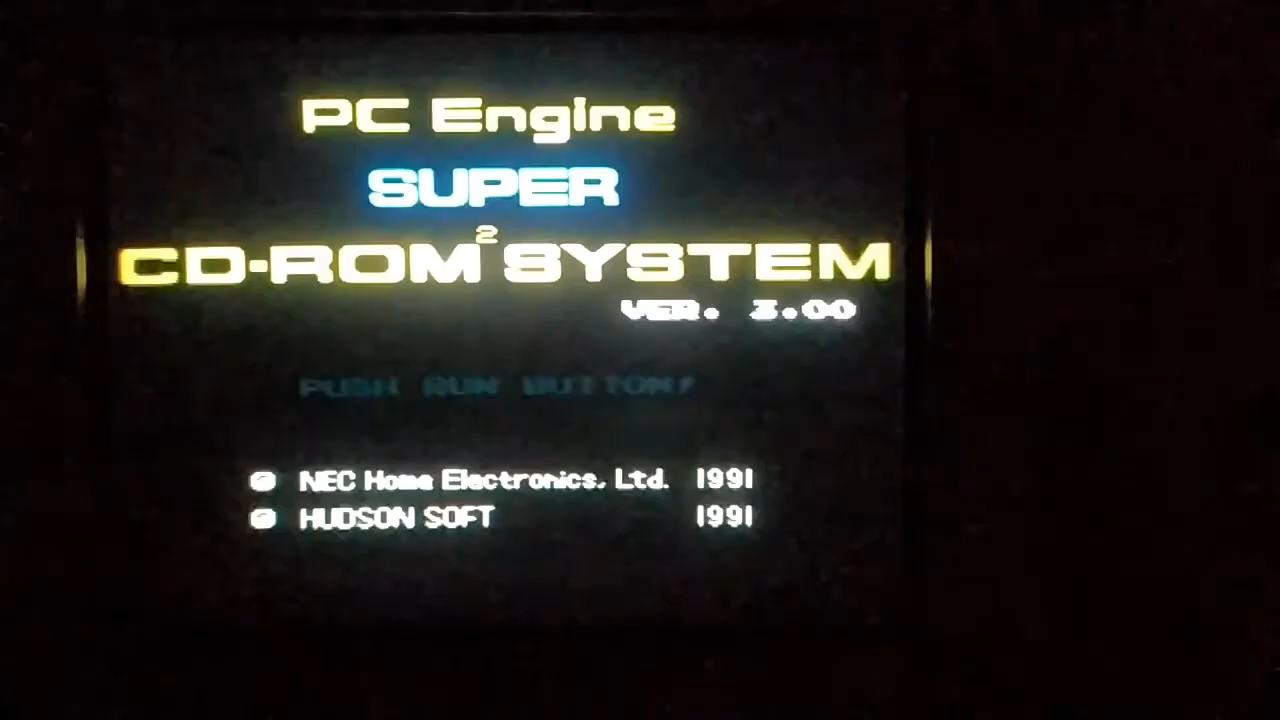 PC Engine
SUPER
CD-ROM² SYSTEM
VER. 3.00
PUSH RUN BUTTON!
© NEC Home Electronics, Ltd. 1991
© HUDSON SOFT 1991